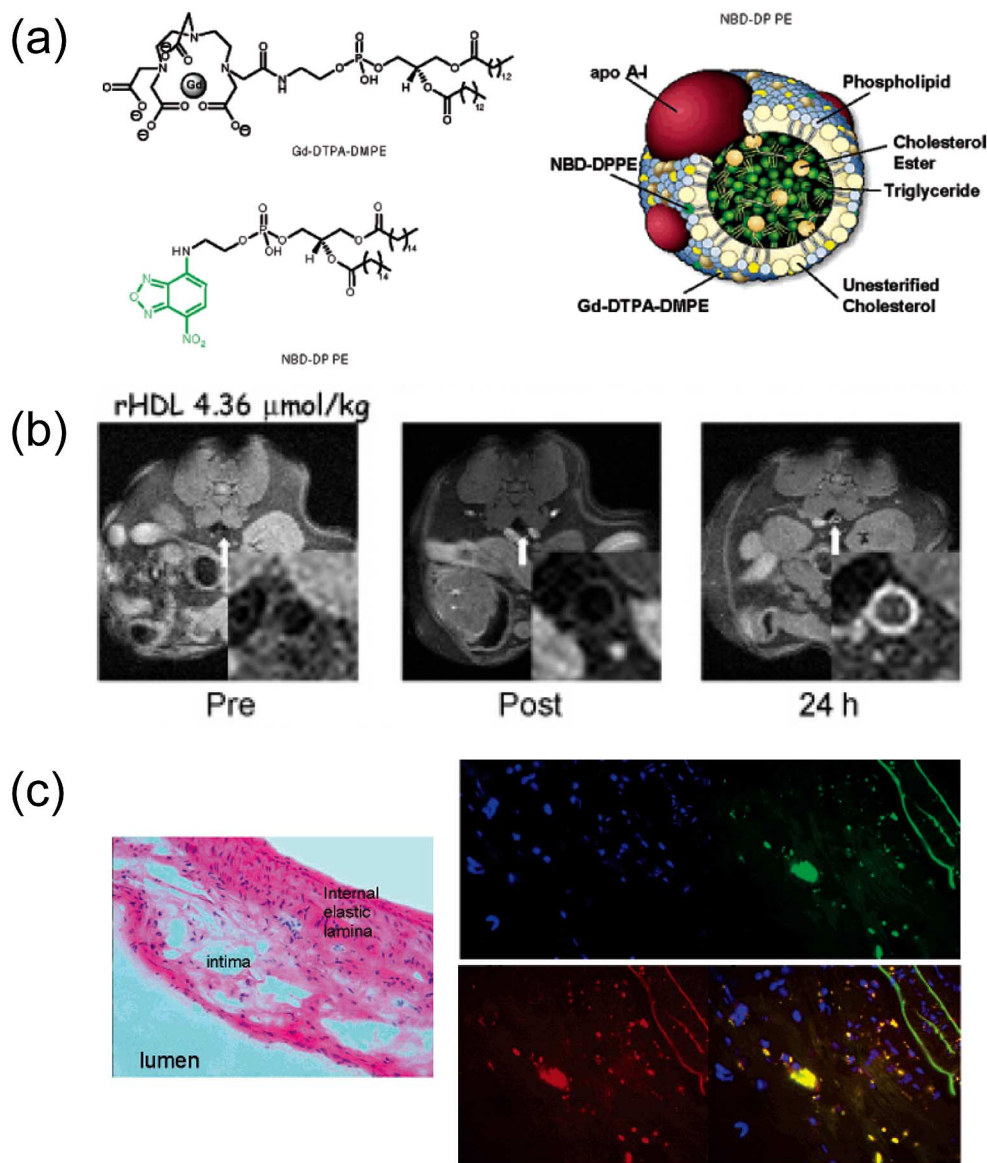 (a)
NBD-DP PE
Gd
Gd-DTPA-DMPE
NBD-DP PE
apo A-I
Phospholipid
NBD-DPPE
Cholesterol
Ester
Triglyceride
Unesterified
Cholesterol
Gd-DTPA-DMPE
(b)
rHDL 4.36 μmol/kg
Pre
Post
24 h
(c)
Internal
elastic
lamina
intima
lumen